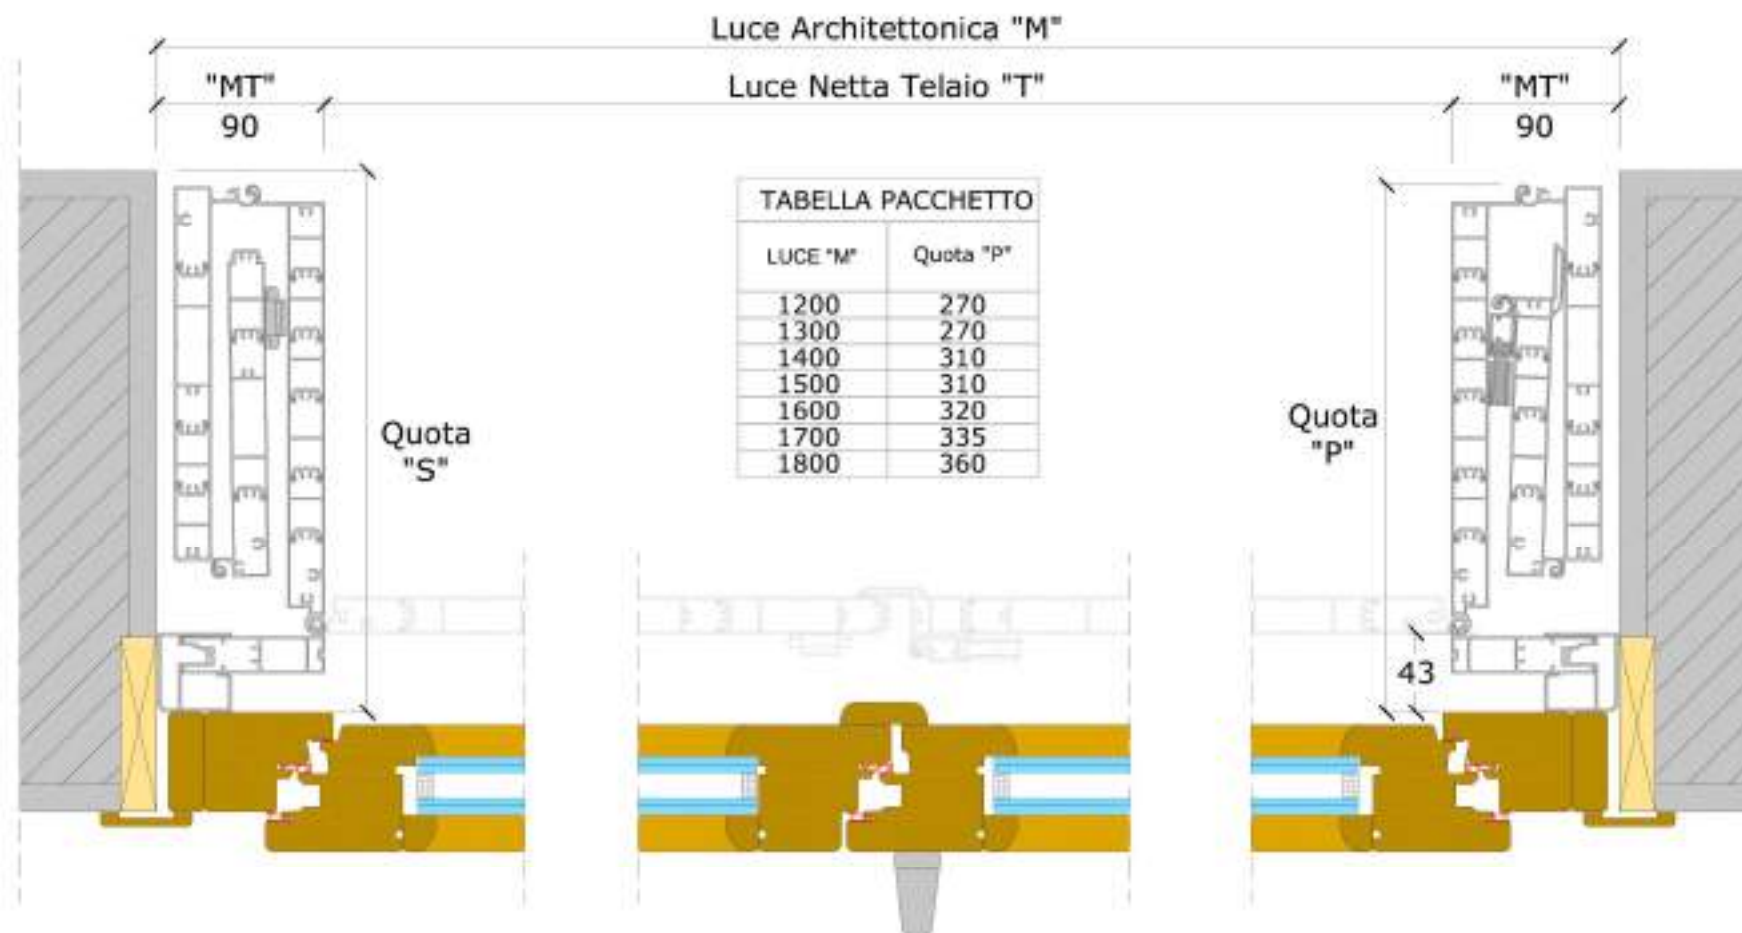 Luce Architettonica "M"
"MT"
Luce Netta Telaio "T"
"MT"
90
90
TABELLA PACCHETTO
LUCE "M" Quota "P"
1200 270
1300 270
1400 310
1500 310
1600 320
1700 335
1800 360
Quota
"S"
Quota
"P"
43